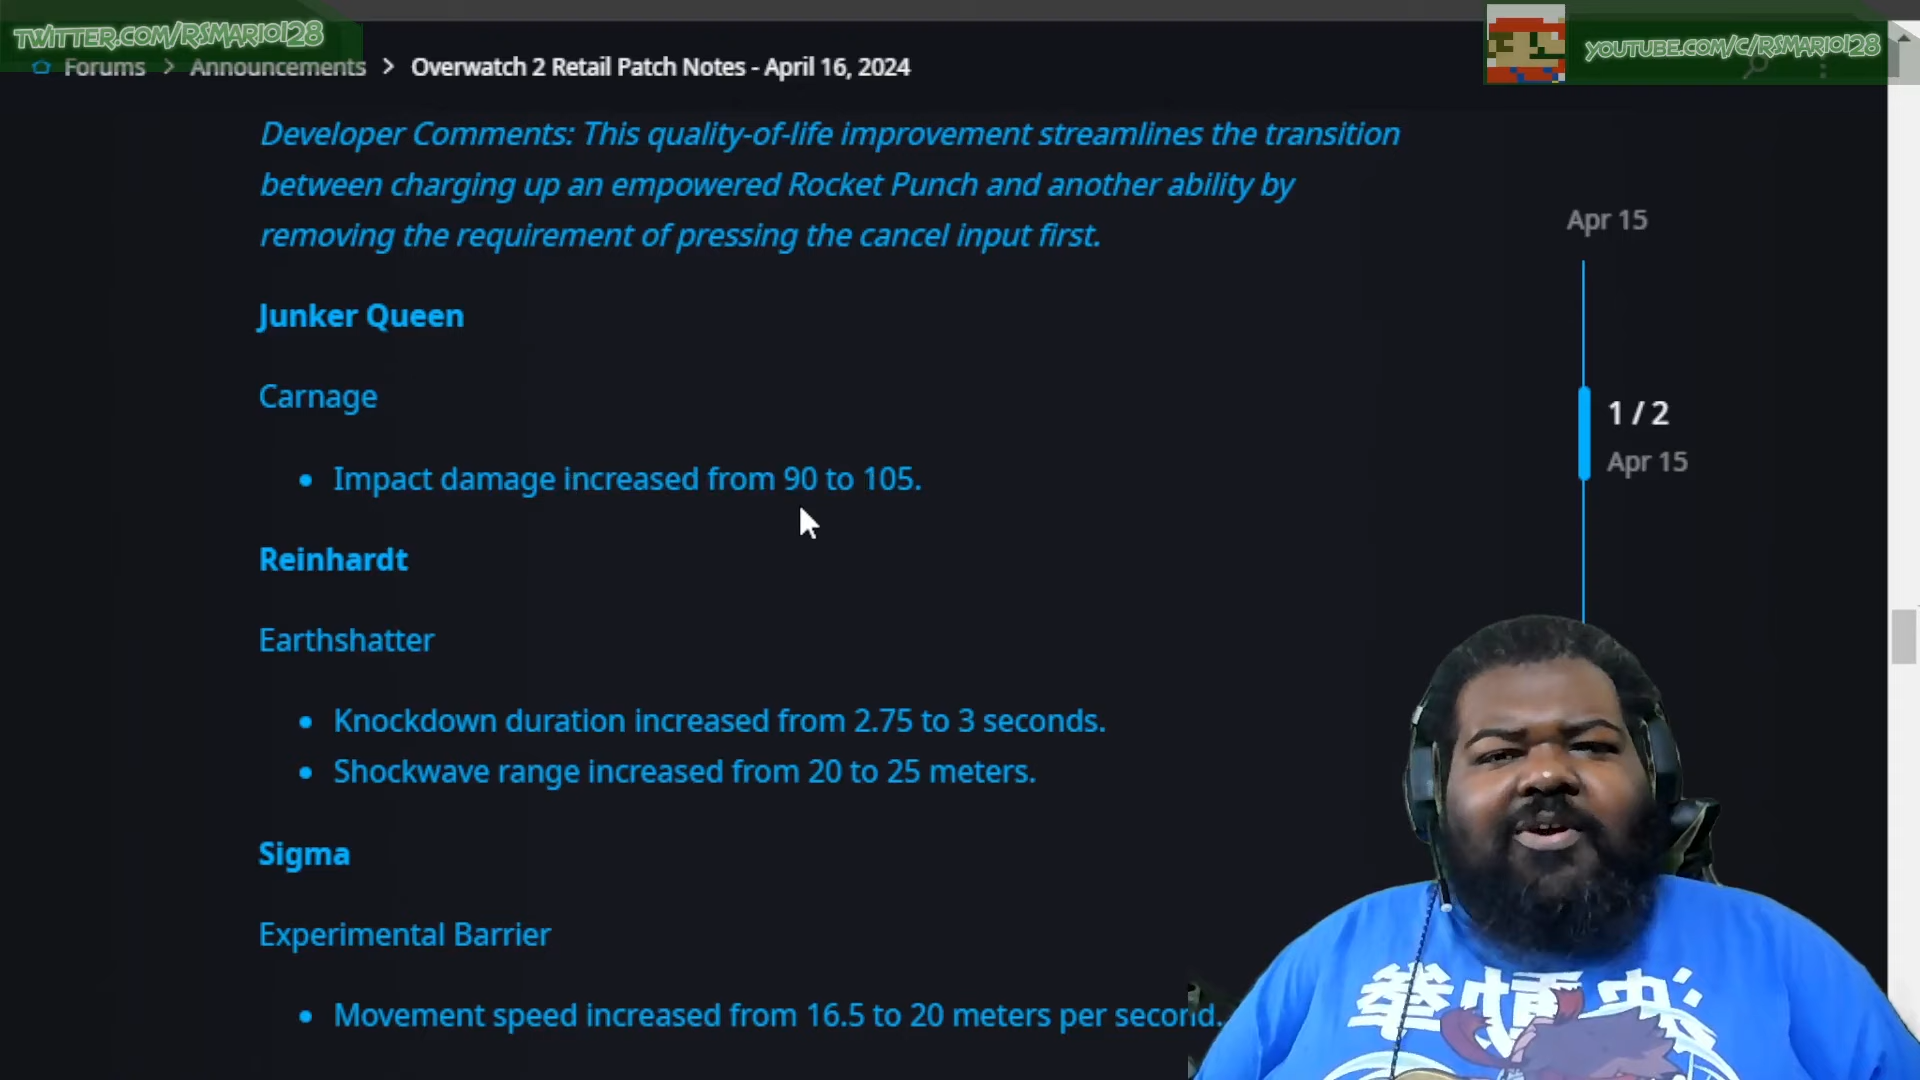 TWITTER.COM/RSMARIO128
YOUTUBE.COM/C/RSMARIO128
Forums > Announcements > Overwatch 2 Retail Patch Notes - April 16, 2024
Developer Comments: This quality-of-life improvement streamlines the transition
between charging up an empowered Rocket Punch and another ability by
removing the requirement of pressing the cancel input first.
Apr 15
Junker Queen
Carnage
1 / 2
Apr 15
• Impact damage increased from 90 to 105.
Reinhardt
Earthshatter
• Knockdown duration increased from 2.75 to 3 seconds.
• Shockwave range increased from 20 to 25 meters.
Sigma
Experimental Barrier
• Movement speed increased from 16.5 to 20 meters per second.